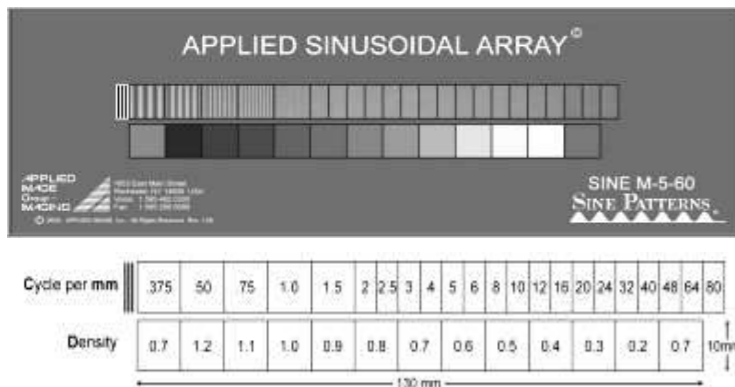 APPLIED SINUSOIDAL ARRAY©
APPLIED
IMAGE
Group -
IMAGING
SINE M-5-60
SINE PATTERNS
Cycle per mm 375 50 75 1.0 1.5 2 2.5 3 4 5 6 8 10 12 16 20 24 32 40 48 64 80
Density 0.7 1.2 1.1 1.0 0.9 0.8 0.7 0.6 0.5 0.4 0.3 0.2 0.7 10mm
130 mm